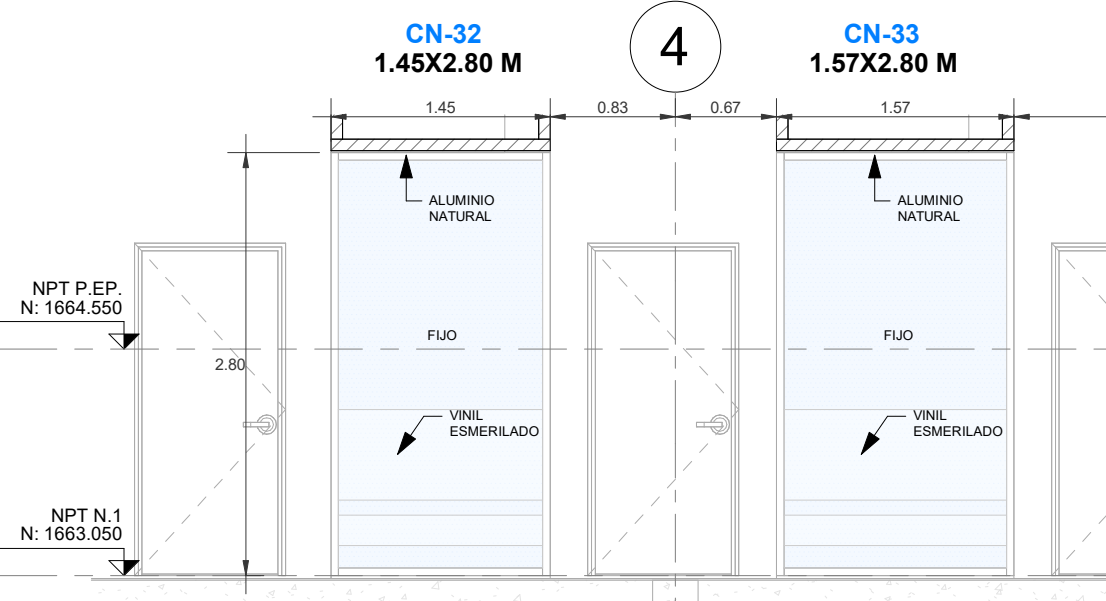 CN-32
1.45X2.80 M
4
CN-33
1.57X2.80 M
1.45
0.83
0.67
1.57
ALUMINIO
NATURAL
ALUMINIO
NATURAL
NPT P.EP.
N: 1664.550
FIJO
FIJO
2.80
VINIL
ESMERILADO
VINIL
ESMERILADO
NPT N.1
N: 1663.050